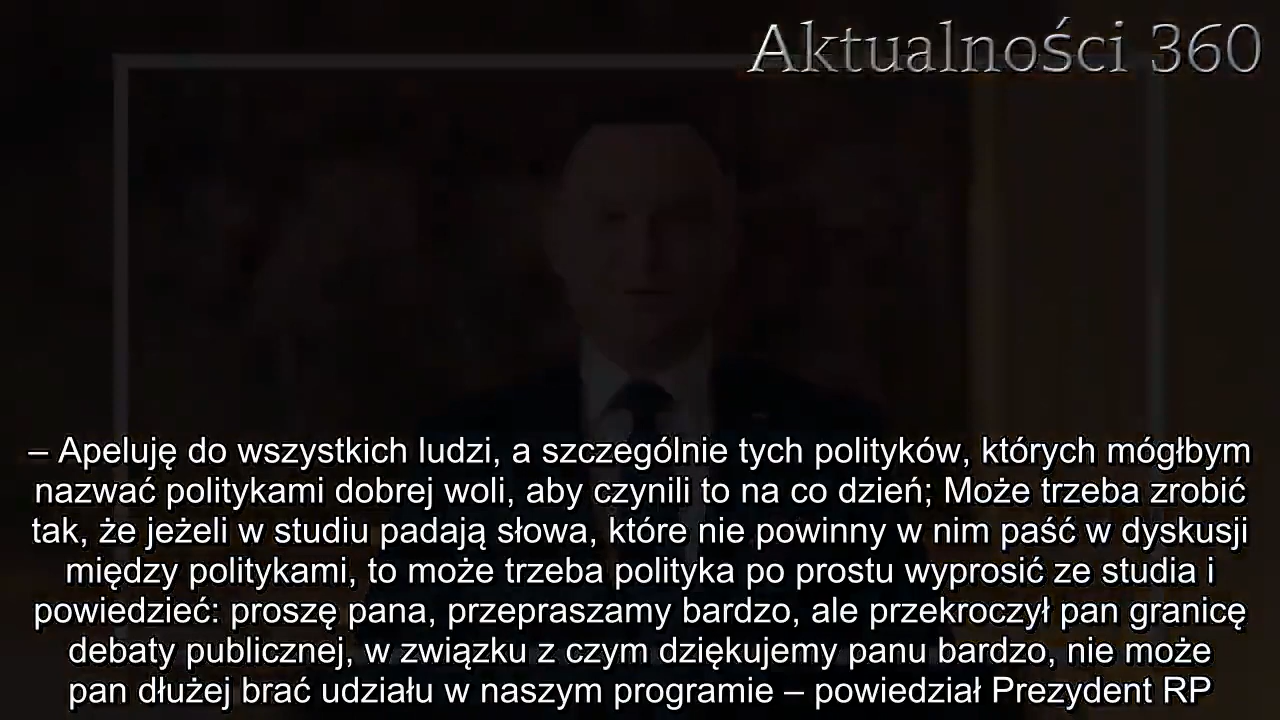 Aktualności 360
– Apeluję do wszystkich ludzi, a szczególnie tych polityków, których mógłbym
nazwać politykami dobrej woli, aby czynili to na co dzień; Może trzeba zrobić
tak, że jeżeli w studiu padają słowa, które nie powinny w nim paść w dyskusji
między politykami, to może trzeba polityka po prostu wyprosić ze studia i
powiedzieć: proszę pana, przepraszamy bardzo, ale przekroczył pan granicę
debaty publicznej, w związku z czym dziękujemy panu bardzo, nie może
pan dłużej brać udziału w naszym programie – powiedział Prezydent RP